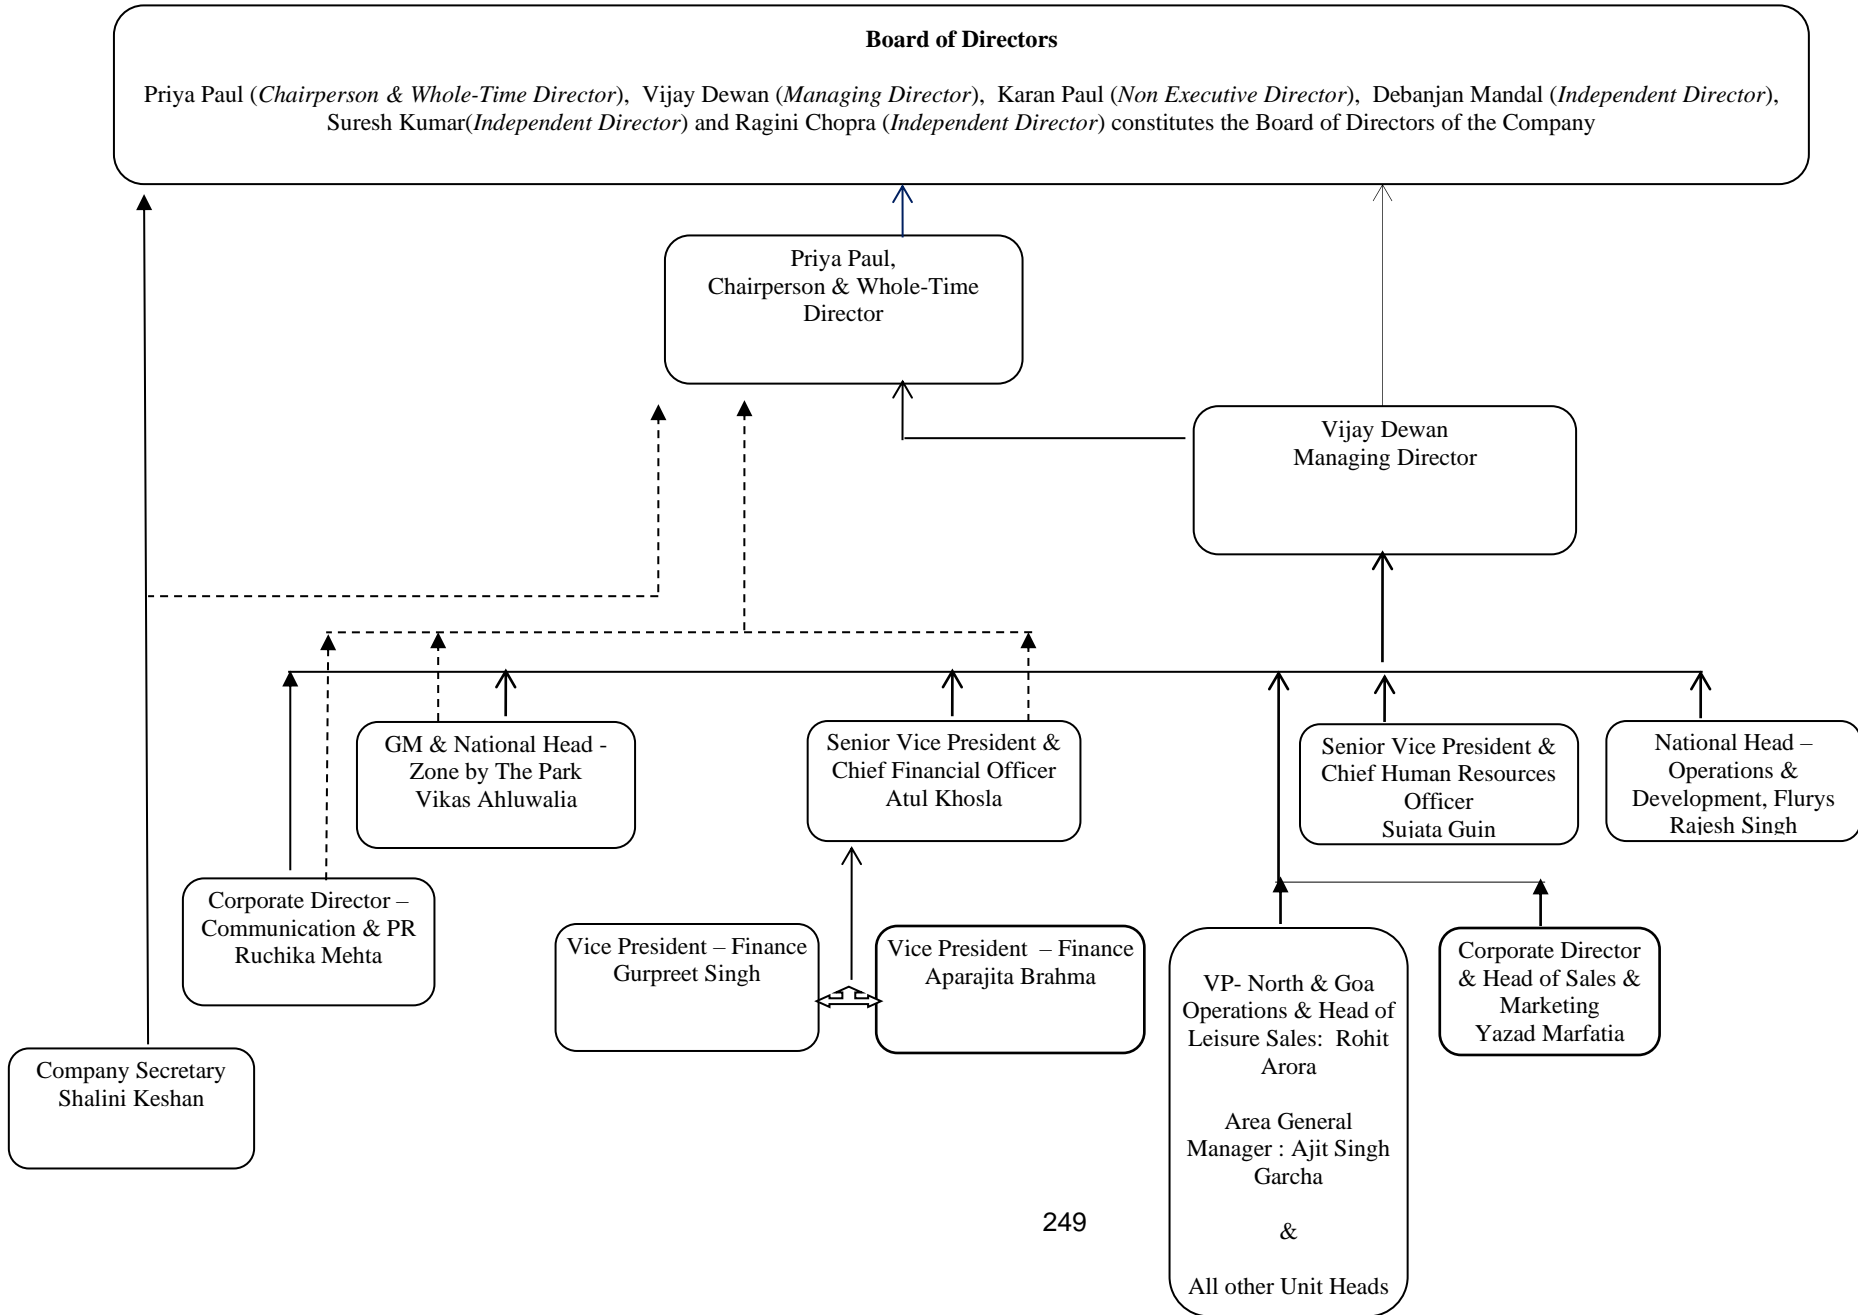 Board of Directors
Priya Paul (Chairperson & Whole-Time Director), Vijay Dewan (Managing Director), Karan Paul (Non Executive Director), Debanjan Mandal (Independent Director),
Suresh Kumar(Independent Director) and Ragini Chopra (Independent Director) constitutes the Board of Directors of the Company
Priya Paul,
Chairperson & Whole-Time
Director
Vijay Dewan
Managing Director
GM & National Head -
Zone by The Park
Vikas Ahluwalia
Senior Vice President &
Chief Financial Officer
Atul Khosla
Senior Vice President &
Chief Human Resources
Officer
Sujata Guin
National Head –
Operations &
Development, Flurys
Rajesh Singh
Corporate Director –
Communication & PR
Ruchika Mehta
Vice President – Finance
Gurpreet Singh
Vice President – Finance
Aparajita Brahma
VP- North & Goa
Operations & Head of
Leisure Sales: Rohit
Arora
Area General
Manager : Ajit Singh
Garcha
&
All other Unit Heads
Corporate Director
& Head of Sales &
Marketing
Yazad Marfatia
Company Secretary
Shalini Keshan
249